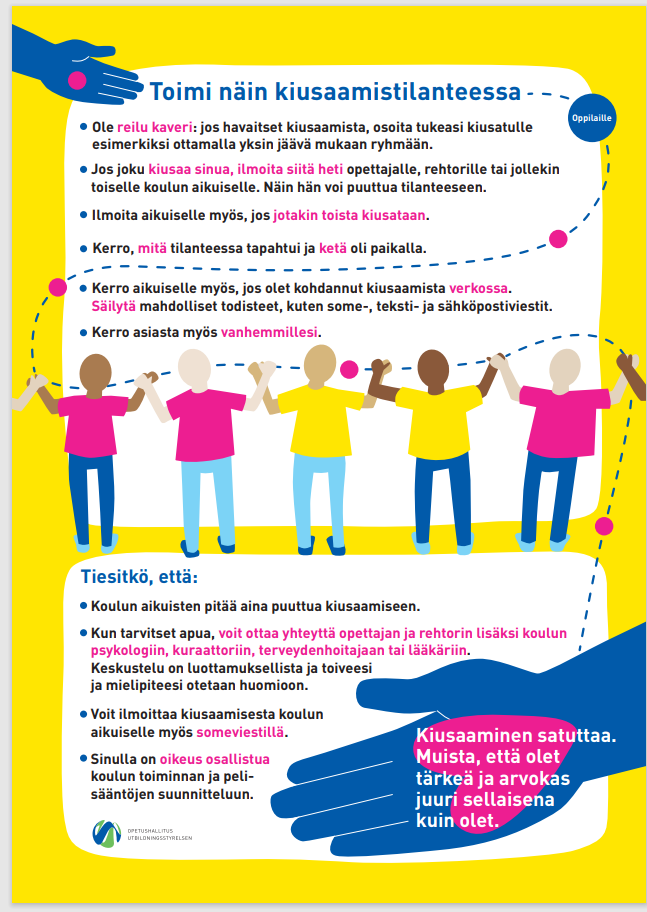 Toimi näin kiusaamistilanteessa
Oppilaille
Ole reilu kaveri: jos havaitset kiusaamista, osoita tukeasi kiusatulle
esimerkiksi ottamalla yksin jäävä mukaan ryhmään.
Jos joku kiusaa sinua, ilmoita siitä heti opettajalle, rehtorille tai jollekin
toiselle koulun aikuiselle. Näin hän voi puuttua tilanteeseen.
Ilmoita aikuiselle myös, jos jotakin toista kiusataan.
Kerro, mitä tilanteessa tapahtui ja ketä oli paikalla.
Kerro aikuiselle myös, jos olet kohdannut kiusaamista verkossa.
Säilytä mahdolliset todisteet, kuten some-, teksti- ja sähköpostiviestit.
Kerro asiasta myös vanhemmillesi.
Tiesitkö, että:
Koulun aikuisten pitää aina puuttua kiusaamiseen.
Kun tarvitset apua, voit ottaa yhteyttä opettajan ja rehtorin lisäksi koulun
psykologiin, kuraattoriin, terveydenhoitajaan tai lääkäriin.
Keskustelu on luottamuksellista ja toiveesi
ja mielipiteesi otetaan huomioon.
Voit ilmoittaa kiusaamisesta koulun
aikuiselle myös someviestillä.
Sinulla on oikeus osallistua
koulun toiminnan ja peli-
sääntöjen suunnitteluun.
Kiusaaminen satuttaa.
Muista, että olet
tärkeä ja arvokas
juuri sellaisena
kuin olet.
OPETUSHALLITUS
UTBILDNINGSSTYRELSEN